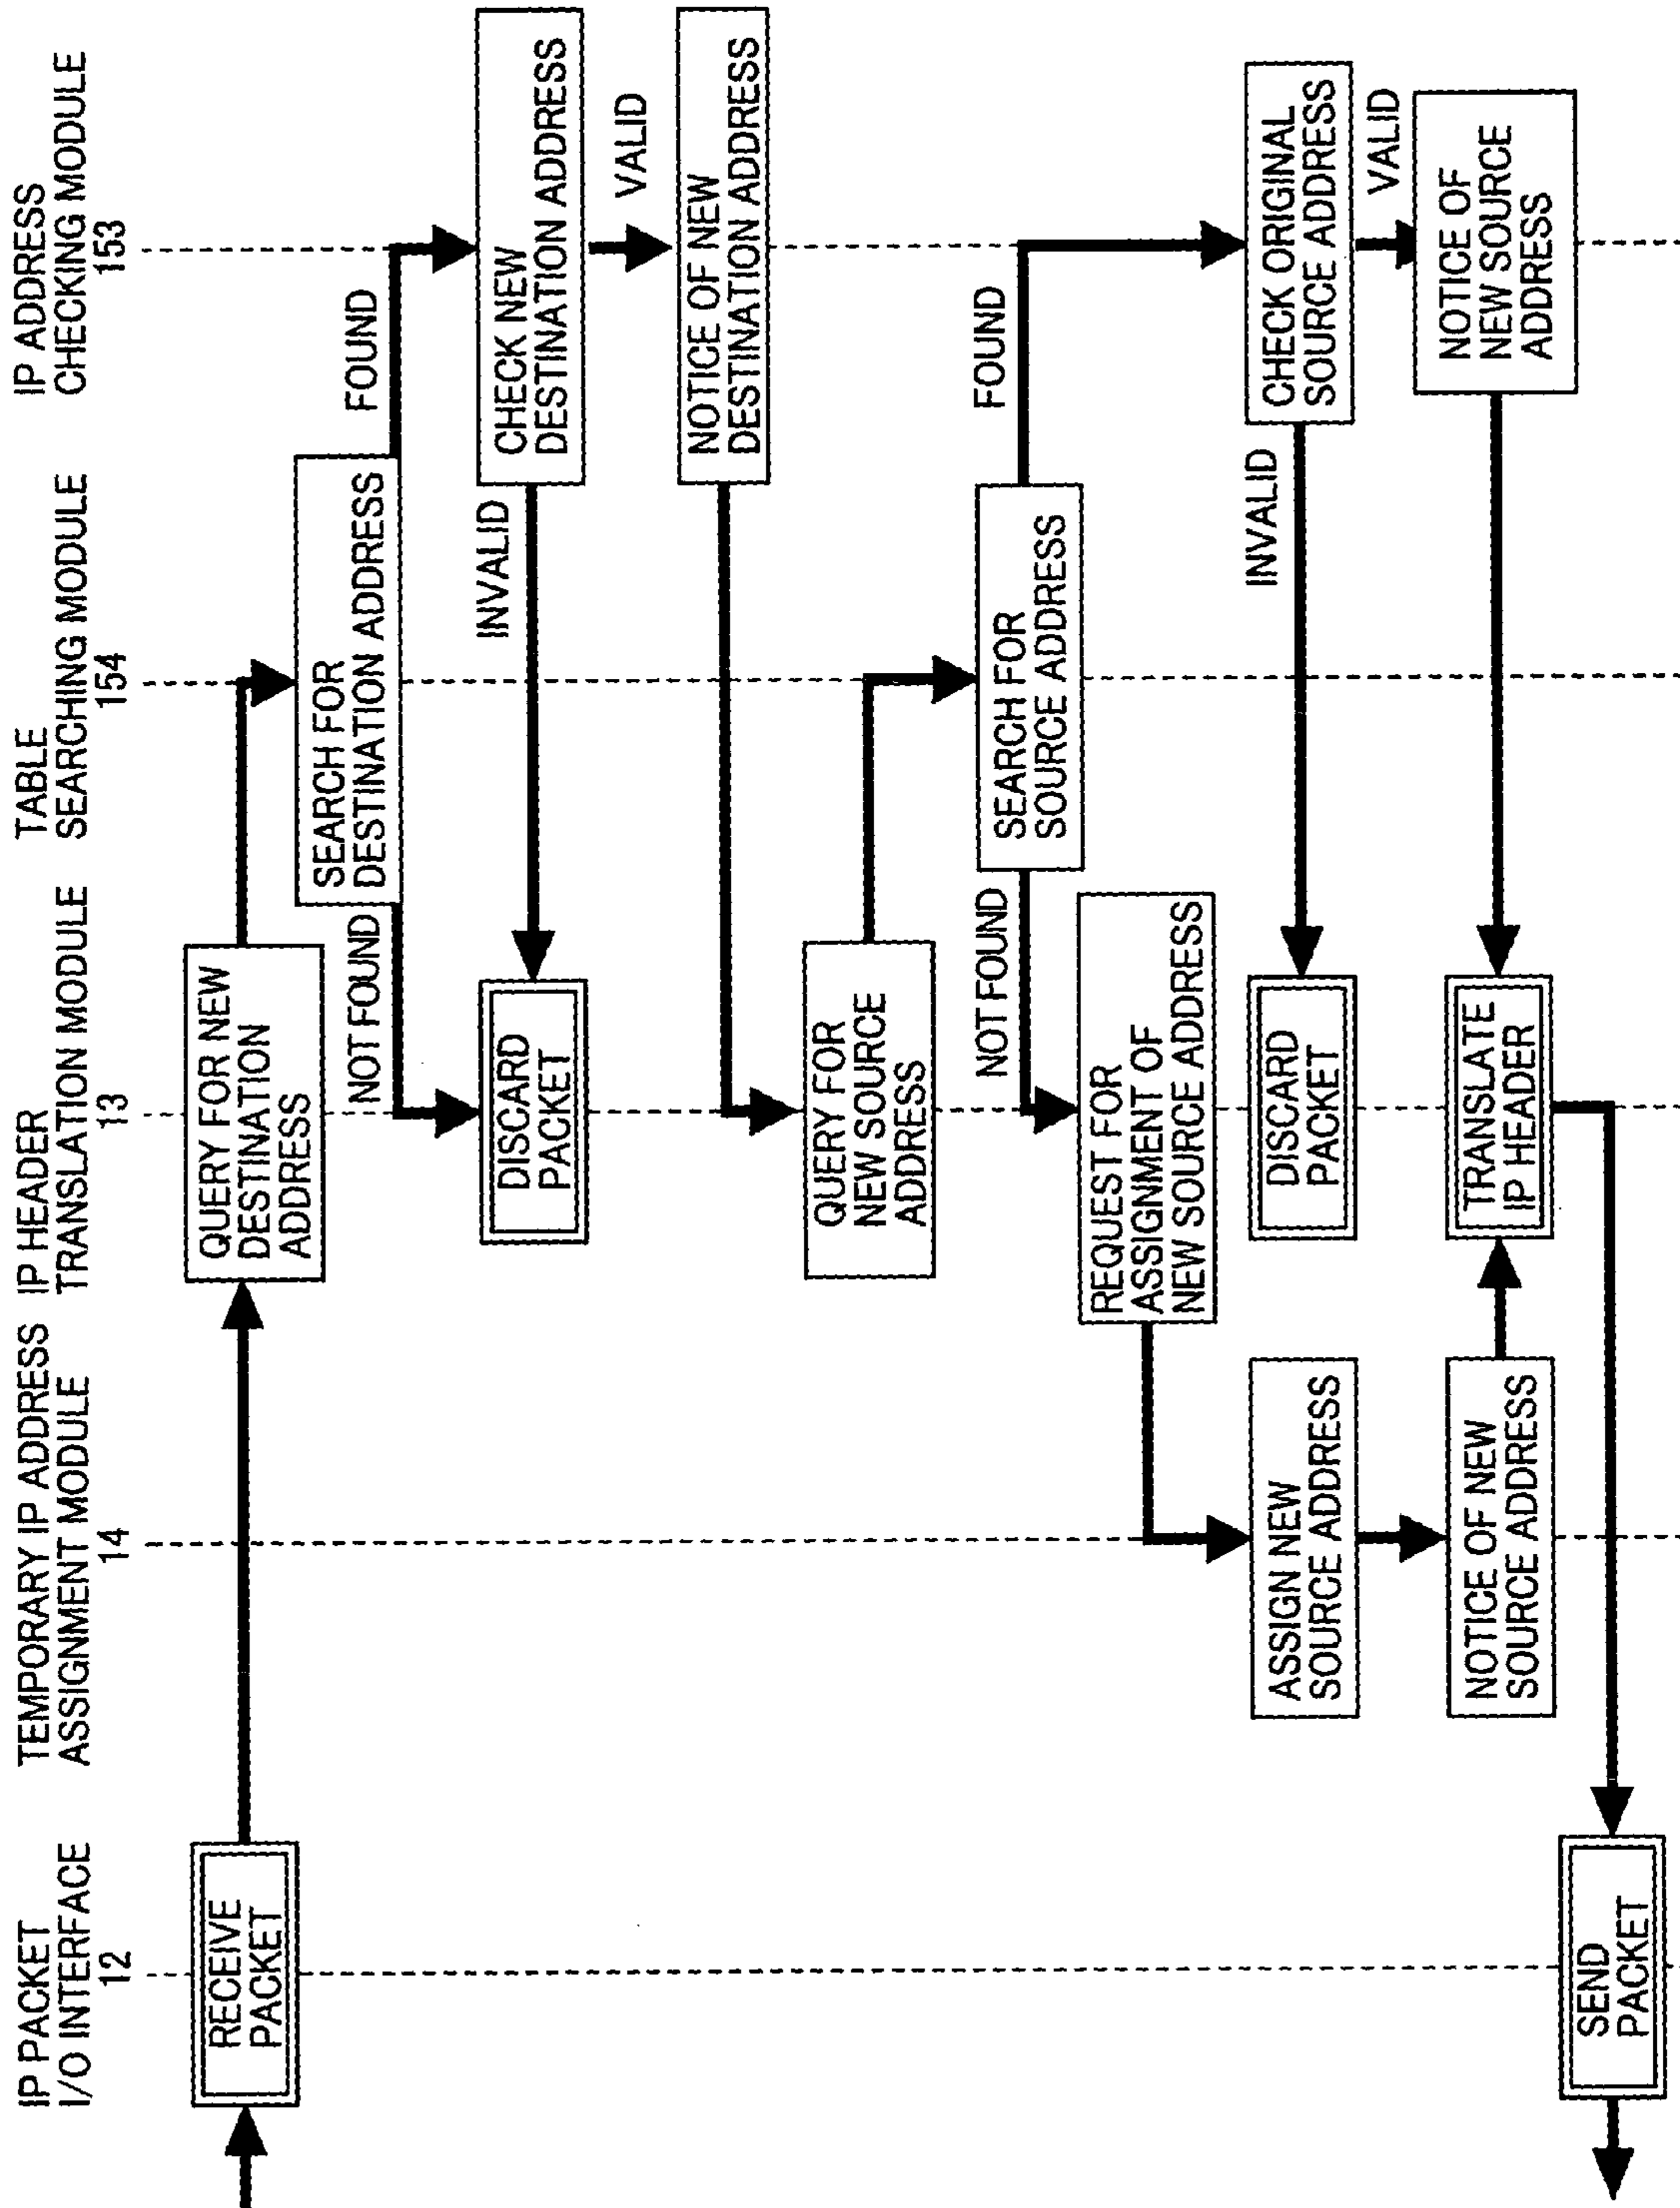 IP PACKET
I/O INTERFACE
12
TEMPORARY IP ADDRESS
ASSIGNMENT MODULE
14
IP HEADER
TRANSLATION MODULE
13
TABLE
SEARCHING MODULE
154
IP ADDRESS
CHECKING MODULE
153
RECEIVE
PACKET
QUERY FOR NEW
DESTINATION
ADDRESS
SEARCH FOR
DESTINATION ADDRESS
NOT FOUND
FOUND
DISCARD
PACKET
INVALID
CHECK NEW
DESTINATION ADDRESS
VALID
NOTICE OF NEW
DESTINATION ADDRESS
QUERY FOR
NEW SOURCE
ADDRESS
SEARCH FOR
SOURCE ADDRESS
NOT FOUND
FOUND
REQUEST FOR
ASSIGNMENT OF
NEW SOURCE ADDRESS
ASSIGN NEW
SOURCE ADDRESS
DISCARD
PACKET
INVALID
CHECK ORIGINAL
SOURCE ADDRESS
VALID
NOTICE OF NEW
SOURCE ADDRESS
TRANSLATE
IP HEADER
NOTICE OF
NEW SOURCE
ADDRESS
SEND
PACKET